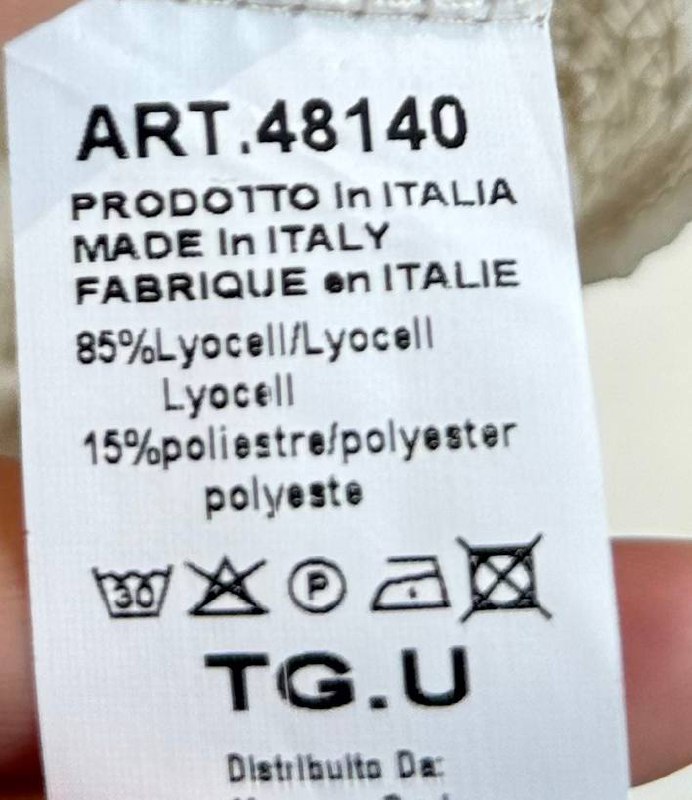 ART.48140
PRODOTTO In ITALIA
MADE In ITALY
FABRIQUE en ITALIE
85%Lyocell/Lyocell
Lyocell
15%poliestre/polyester
polyeste
30
P
TG.U
Distribuito Da: